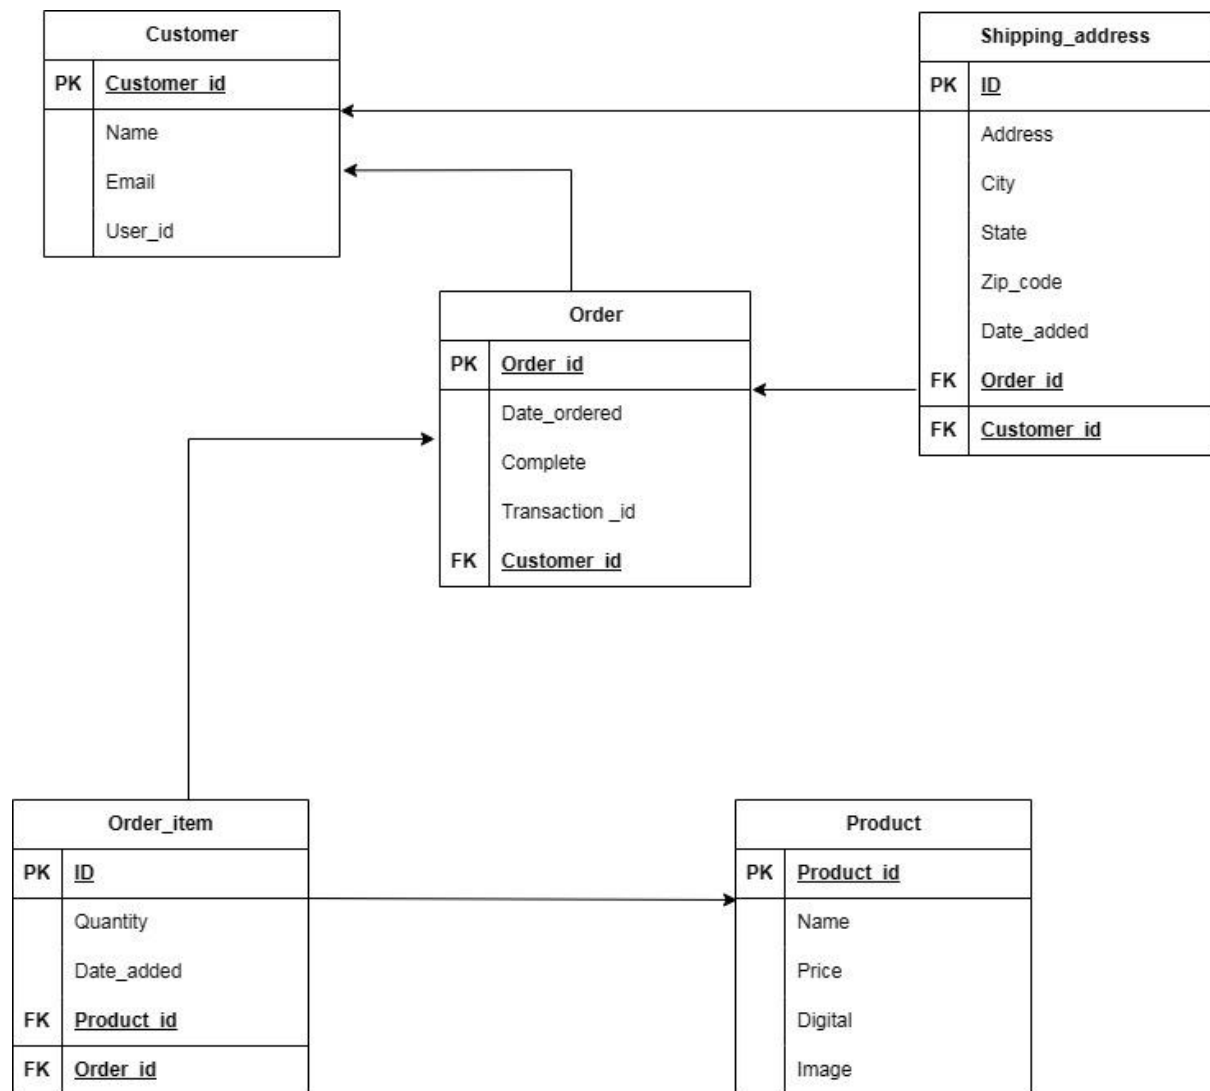 Customer
PK Customer_id
Name
Email
User_id
Shipping_address
PK ID
Address
City
State
Zip_code
Date_added
FK Order_id
FK Customer_id
Order
PK Order_id
Date_ordered
Complete
Transaction _id
FK Customer_id
Order_item
PK ID
Quantity
Date_added
FK Product_id
FK Order_id
Product
PK Product_id
Name
Price
Digital
Image